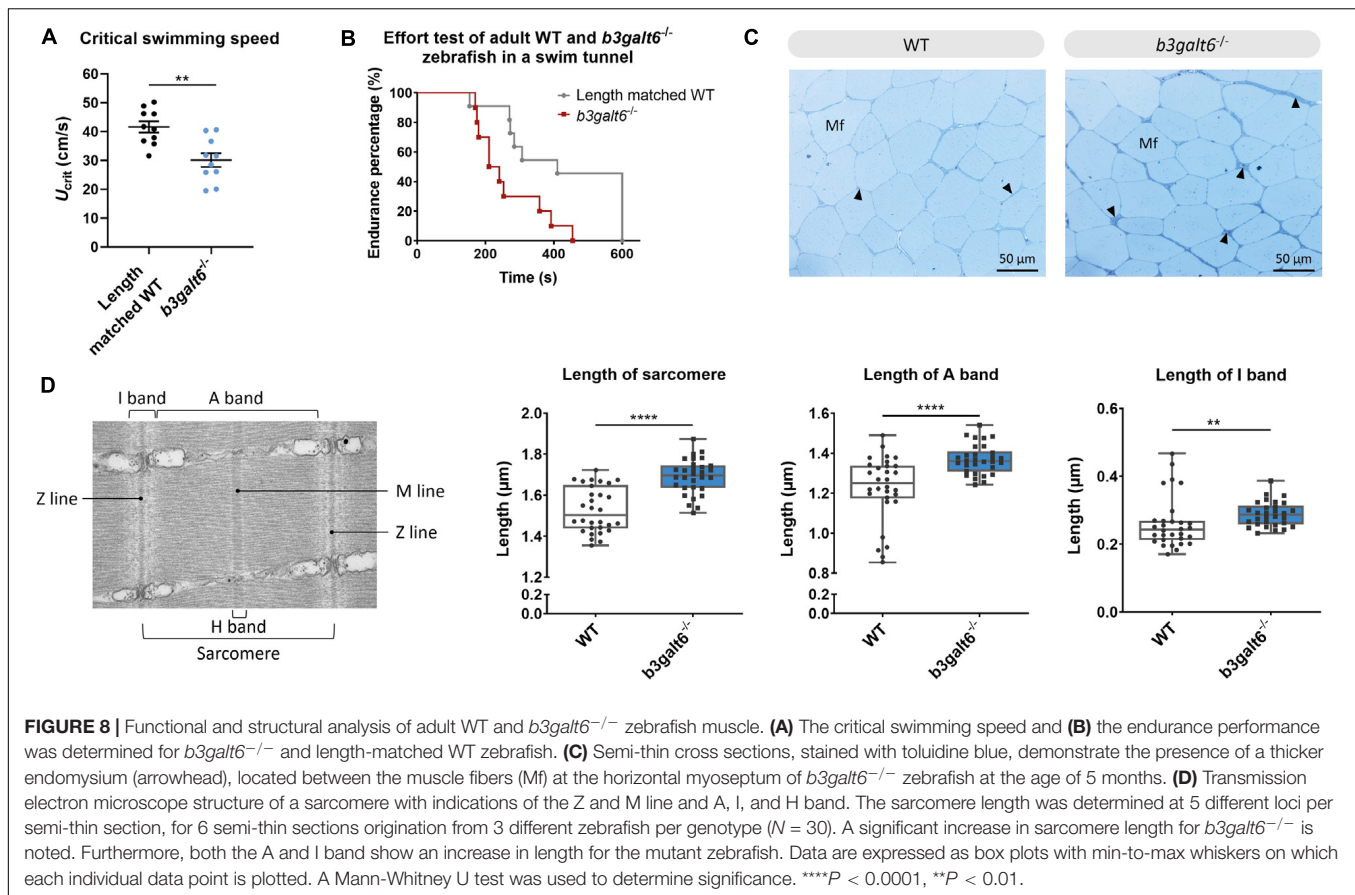 A
Critical swimming speed
**
60
50
40
30
20
10
0
U_crit (cm/s)
Length
matched WT
b3galt6-/-
B
Effort test of adult WT and b3galt6-/-
zebrafish in a swim tunnel
Length matched WT
b3galt6-/-
100
80
60
40
20
0
Endurance percentage (%)
0 200 400 600
Time (s)
C
WT
b3galt6-/-
Mf
Mf
50 µm
50 µm
D
I band
A band
Z line
M line
Z line
H band
Sarcomere
Length of sarcomere
****
2.0
1.8
1.6
1.4
1.2
0.2
0.0
Length (µm)
WT
b3galt6-/-
Length of A band
****
1.6
1.4
1.2
1.0
0.8
0.2
0.0
Length (µm)
WT
b3galt6-/-
Length of I band
**
0.6
0.4
0.2
0.0
Length (µm)
WT
b3galt6-/-
FIGURE 8 | Functional and structural analysis of adult WT and b3galt6−/− zebrafish muscle. (A) The critical swimming speed and (B) the endurance performance
was determined for b3galt6−/− and length-matched WT zebrafish. (C) Semi-thin cross sections, stained with toluidine blue, demonstrate the presence of a thicker
endomysium (arrowhead), located between the muscle fibers (Mf) at the horizontal myoseptum of b3galt6−/− zebrafish at the age of 5 months. (D) Transmission
electron microscope structure of a sarcomere with indications of the Z and M line and A, I, and H band. The sarcomere length was determined at 5 different loci per
semi-thin section, for 6 semi-thin sections origination from 3 different zebrafish per genotype (N = 30). A significant increase in sarcomere length for b3galt6−/− is
noted. Furthermore, both the A and I band show an increase in length for the mutant zebrafish. Data are expressed as box plots with min-to-max whiskers on which
each individual data point is plotted. A Mann-Whitney U test was used to determine significance. ****P < 0.0001, **P < 0.01.